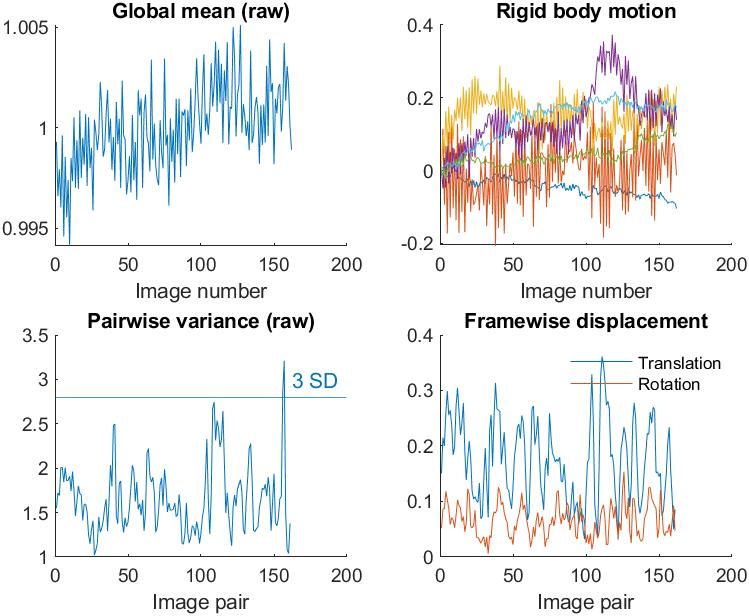 Global mean (raw)
1.005
1
0.995
0 50 100 150 200
Image number
Rigid body motion
0.4
0.2
0
-0.2
0 50 100 150 200
Image number
Pairwise variance (raw)
3.5
3
2.5
2
1.5
1
3 SD
0 50 100 150 200
Image pair
Framewise displacement
0.4
0.3
0.2
0.1
0
Translation
Rotation
0 50 100 150 200
Image pair